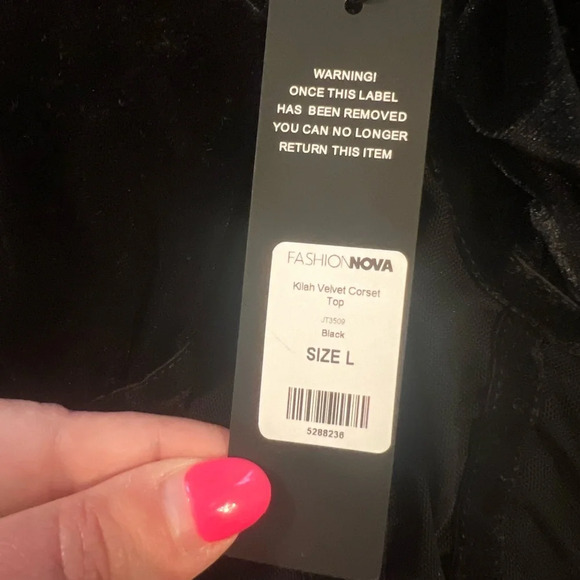 WARNING!
ONCE THIS LABEL
HAS BEEN REMOVED
YOU CAN NO LONGER
RETURN THIS ITEM
FASHIONNOVA
Kilah Velvet Corset
Top
JT3509
Black
SIZE L
5288236